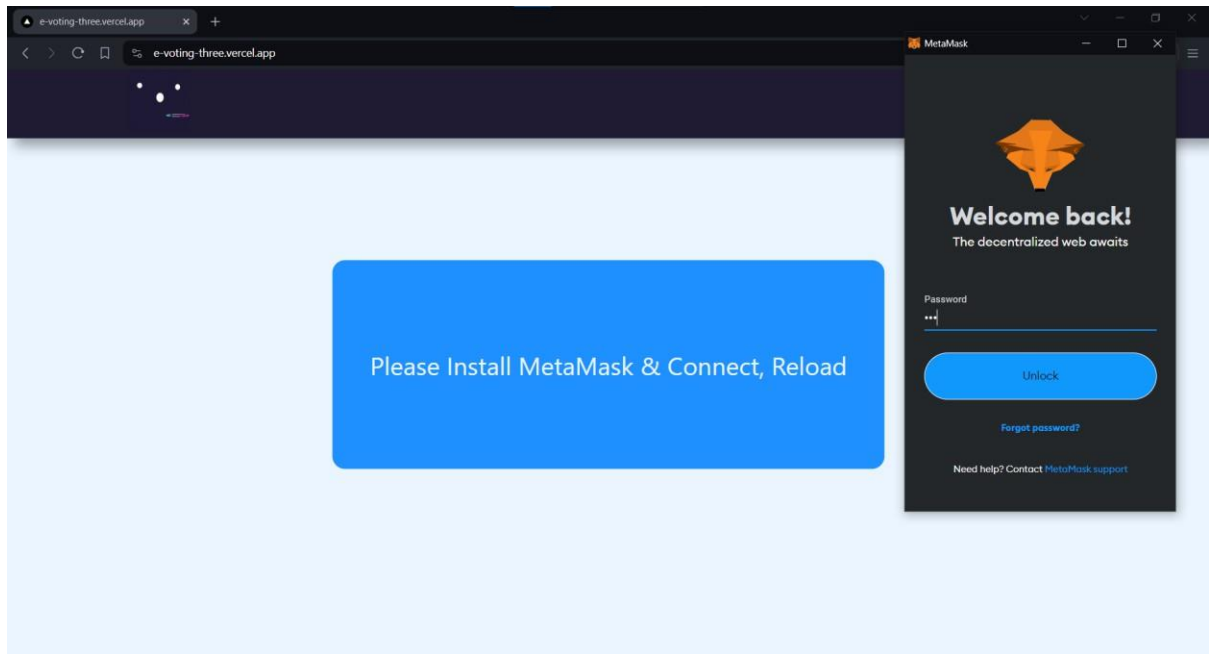 e-voting-three.vercel.app
e-voting-three.vercel.app
MetaMask
Welcome back!
The decentralized web awaits
Password
Please Install MetaMask & Connect, Reload
Unlock
Forgot password?
Need help? Contact MetaMask support